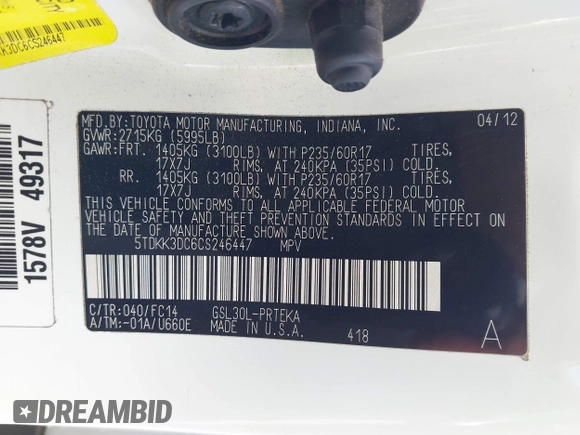 K3DC6CS246447
MFD.BY:TOYOTA MOTOR MANUFACTURING, INDIANA, INC. 04/12
GVWR:2715KG (5995LB)
GAWR:FRT. 1405KG (3100LB) WITH P235/60R17 TIRES,
17X7J RIMS, AT 240KPA (35PSI) COLD.
RR. 1405KG (3100LB) WITH P235/60R17 TIRES,
17X7J RIMS, AT 240KPA (35PSI) COLD.
THIS VEHICLE CONFORMS TO ALL APPLICABLE FEDERAL MOTOR
VEHICLE SAFETY AND THEFT PREVENTION STANDARDS IN EFFECT ON
THE DATE OF MANUFACTURE SHOWN ABOVE.
5TDKK3DC6CS246447 MPV
C/TR:040/FC14 GSL30L-PRTEKA
A/TM:-01A/U660E MADE IN U.S.A. 418 A
1578V 49317
DREAMBID